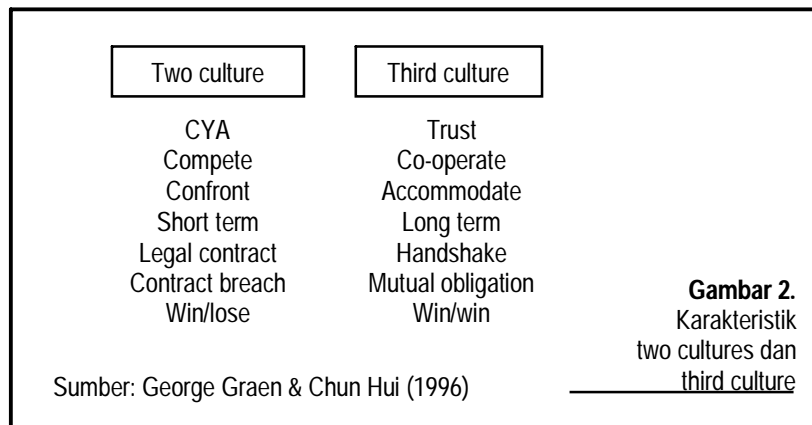 Two culture Third culture
CYA Trust
Compete Co-operate
Confront Accommodate
Short term Long term
Legal contract Handshake
Contract breach Mutual obligation
Win/lose Win/win
Gambar 2.
Karakteristik
two cultures dan
third culture
Sumber: George Graen & Chun Hui (1996)